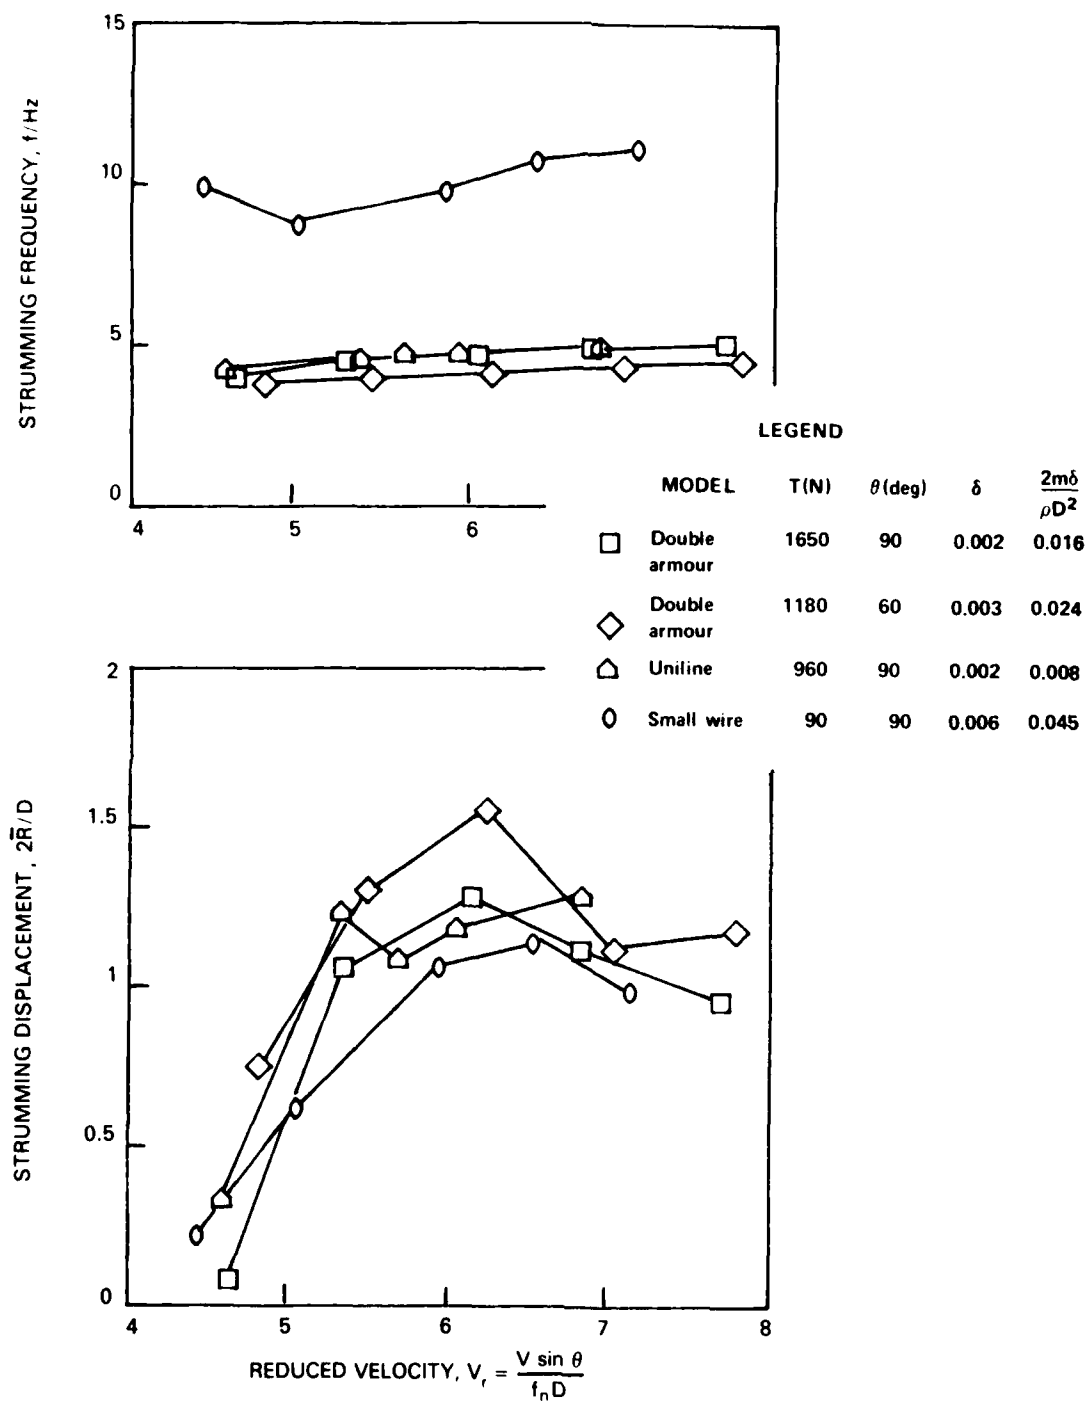 15
10
5
0
STRUMMING FREQUENCY, f/Hz
4 5 6
LEGEND
MODEL T(N) θ(deg) δ 2mδ/ρD²
Double armour 1650 90 0.002 0.016
Double armour 1180 60 0.003 0.024
Uniline 960 90 0.002 0.008
Small wire 90 90 0.006 0.045
2
1.5
1
0.5
0
STRUMMING DISPLACEMENT, 2R̄/D
4 5 6 7 8
REDUCED VELOCITY, Vr = V sin θ / fnD